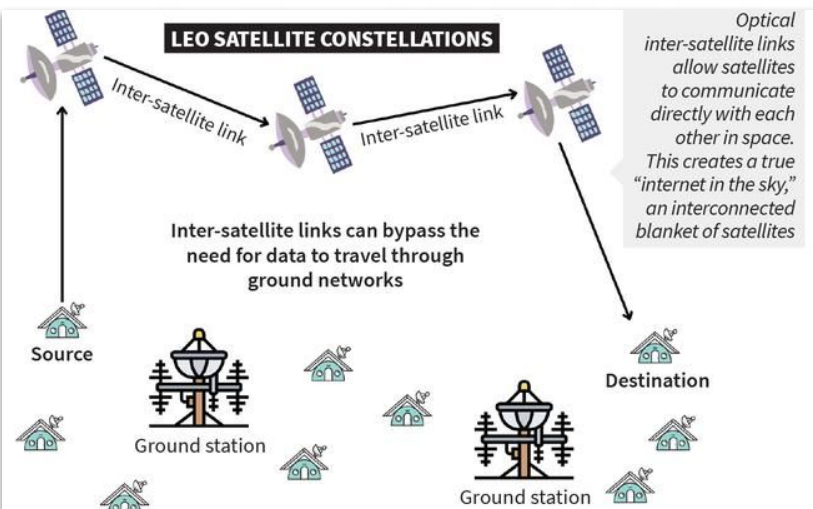 LEO SATELLITE CONSTELLATIONS
Optical
inter-satellite links
allow satellites
to communicate
directly with each
other in space.
This creates a true
“internet in the sky,”
an interconnected
blanket of satellites
Inter-satellite link
Inter-satellite link
Inter-satellite links can bypass the
need for data to travel through
ground networks
Source
Destination
Ground station
Ground station